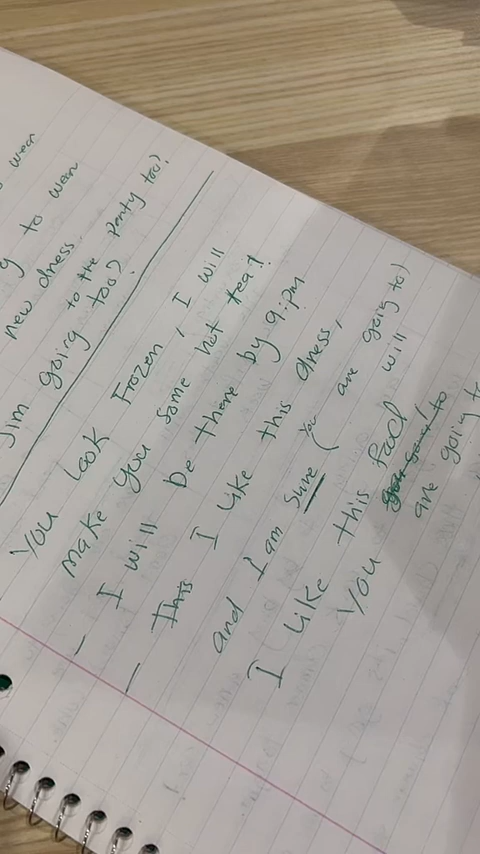 wear
g to wear
new dress.
Jim going to the party too?
too?
You look Frozen, I will
make you some hot tea!!
- I will be there by 9.pm
- this I like this dress,
and I am sure (you are going to)
I Like this
You will
are going to